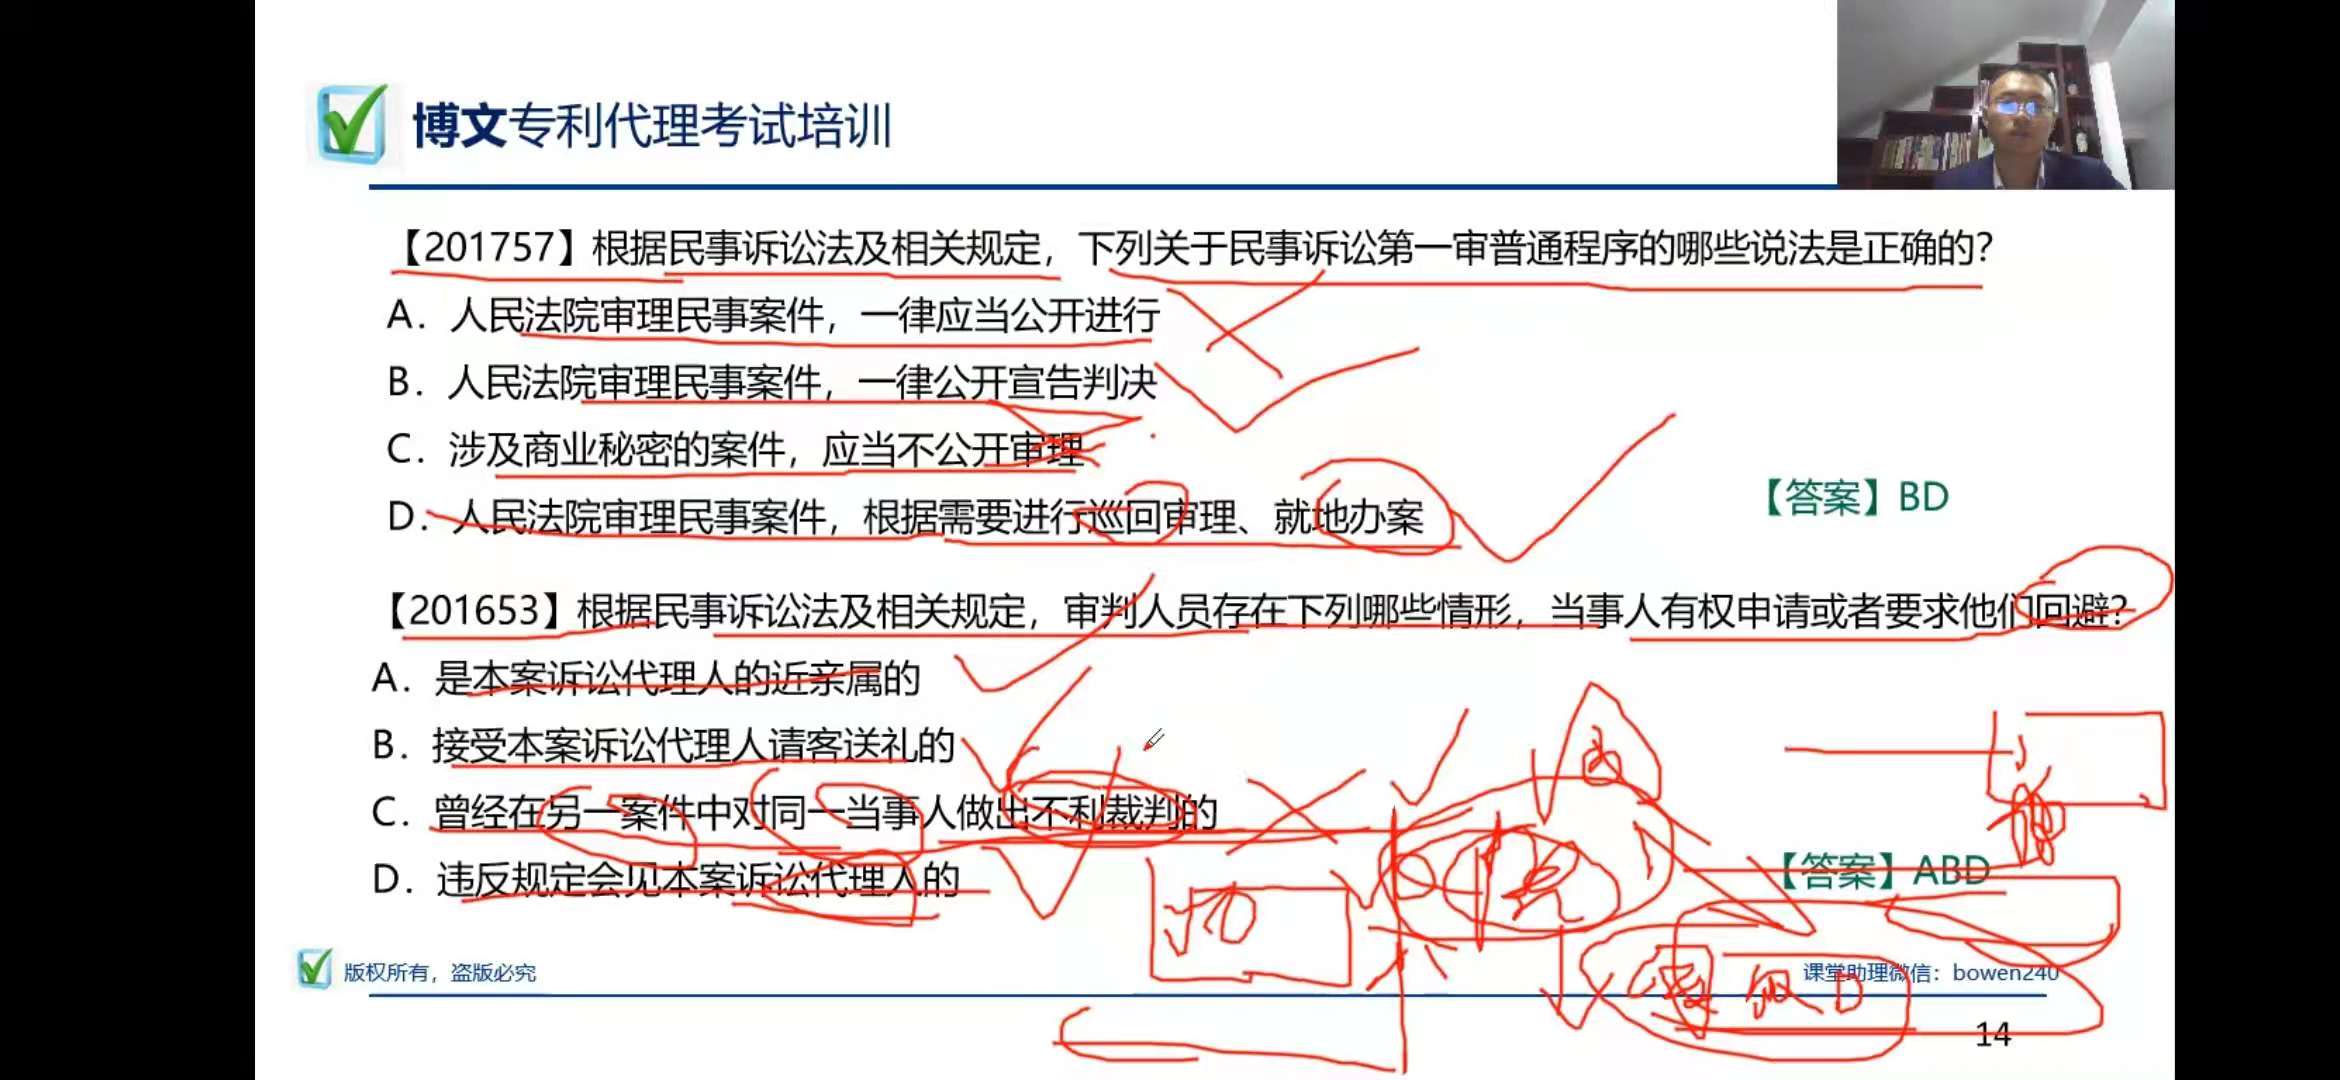 博文专利代理考试培训
【201757】根据民事诉讼法及相关规定，下列关于民事诉讼第一审普通程序的哪些说法是正确的？
A．人民法院审理民事案件，一律应当公开进行
B．人民法院审理民事案件，一律公开宣告判决
C．涉及商业秘密的案件，应当不公开审理
D．人民法院审理民事案件，根据需要进行巡回审理、就地办案
【答案】BD
【201653】根据民事诉讼法及相关规定，审判人员存在下列哪些情形，当事人有权申请或者要求他们回避？
A．是本案诉讼代理人的近亲属的
B．接受本案诉讼代理人请客送礼的
C．曾经在另一案件中对同一当事人做出不利裁判的
D．违反规定会见本案诉讼代理人的
【答案】ABD
版权所有，盗版必究
课堂助理微信：bowen240
14